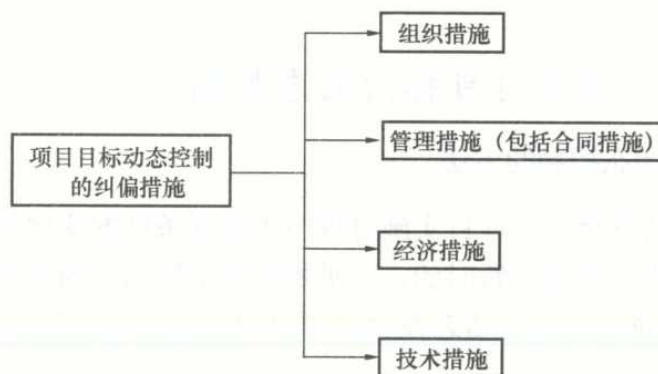 组织措施
管理措施（包括合同措施）
项目目标动态控制
的纠偏措施
经济措施
技术措施